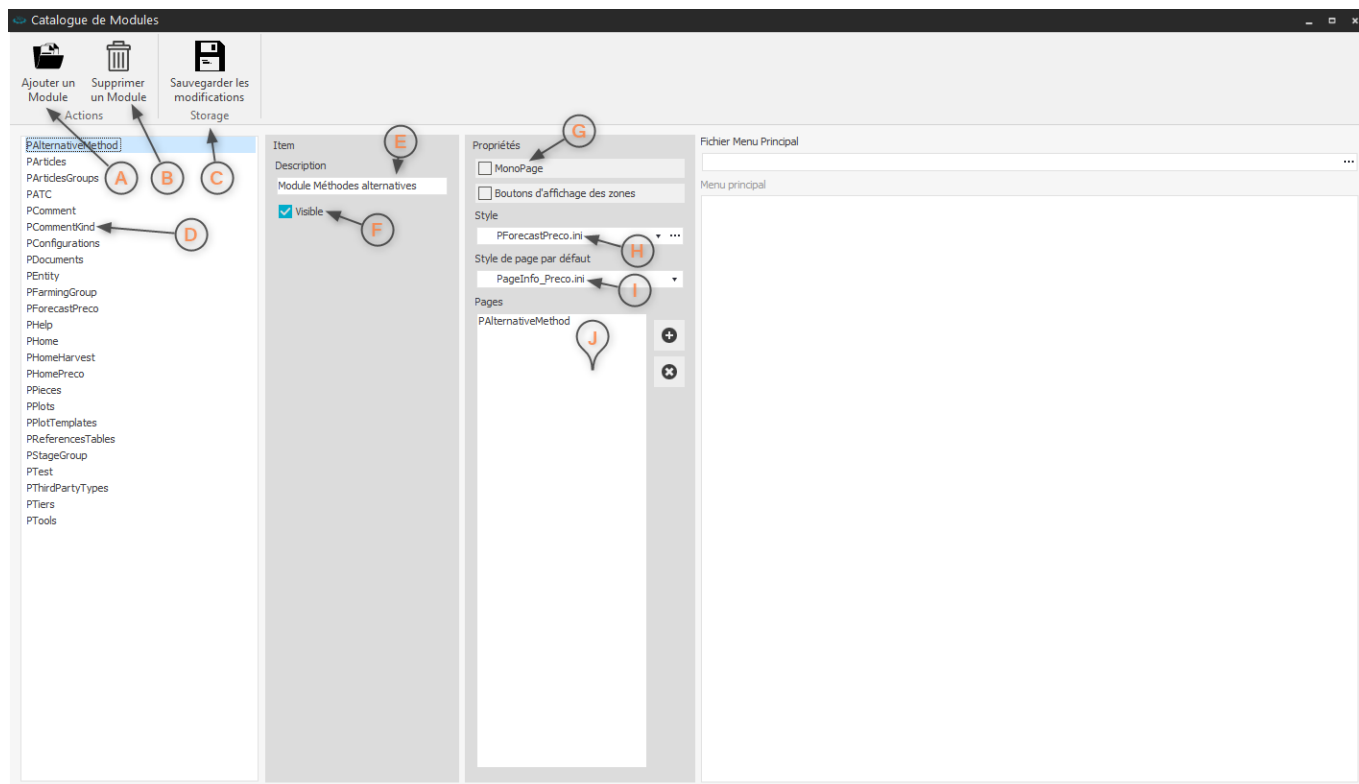 Catalogue de Modules
Ajouter un
Module
Supprimer
un Module
Sauvegarder les
modifications
Actions
Storage
PAlternativeMethod
PArticles
PArticlesGroups
PATC
PComment
PCommentKind
PConfigurations
PDocuments
PEntity
PFarmingGroup
PForecastPreco
PHelp
PHome
PHomeHarvest
PHomePreco
PPieces
PPlots
PPlotTemplates
PReferencesTables
PStageGroup
PTest
PThirdPartyTypes
PTiers
PTools
A
B
C
D
Item
Description
Module Méthodes alternatives
Visible
E
F
Propriétés
MonoPage
Boutons d'affichage des zones
Style
PForecastPreco.ini
Style de page par défaut
PageInfo_Preco.ini
Pages
PAlternativeMethod
G
H
I
J
Fichier Menu Principal
...
Menu principal